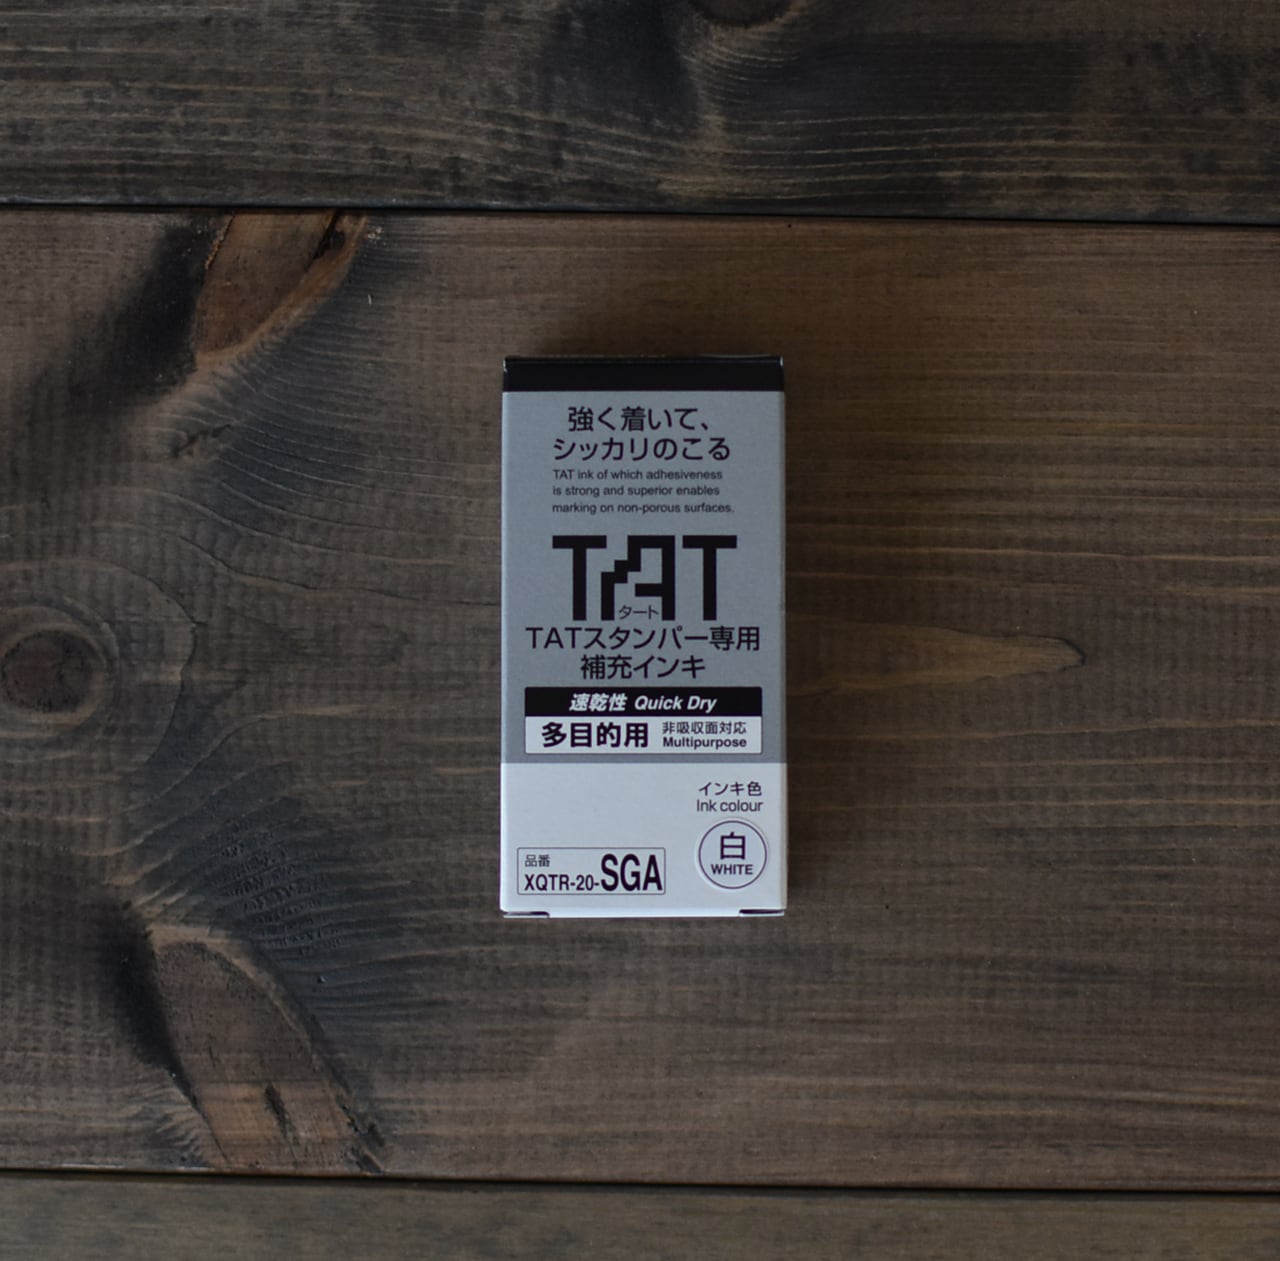 強く着いて、
シッカリのこる
TAT ink of which adhesiveness
is strong and superior enables
marking on non-porous surfaces.
TAT
タート
TATスタンパー専用
補充インキ
速乾性 Quick Dry
多目的用 非吸収面対応
Multipurpose
インキ色
Ink colour
白
WHITE
品番
XQTR-20-SGA